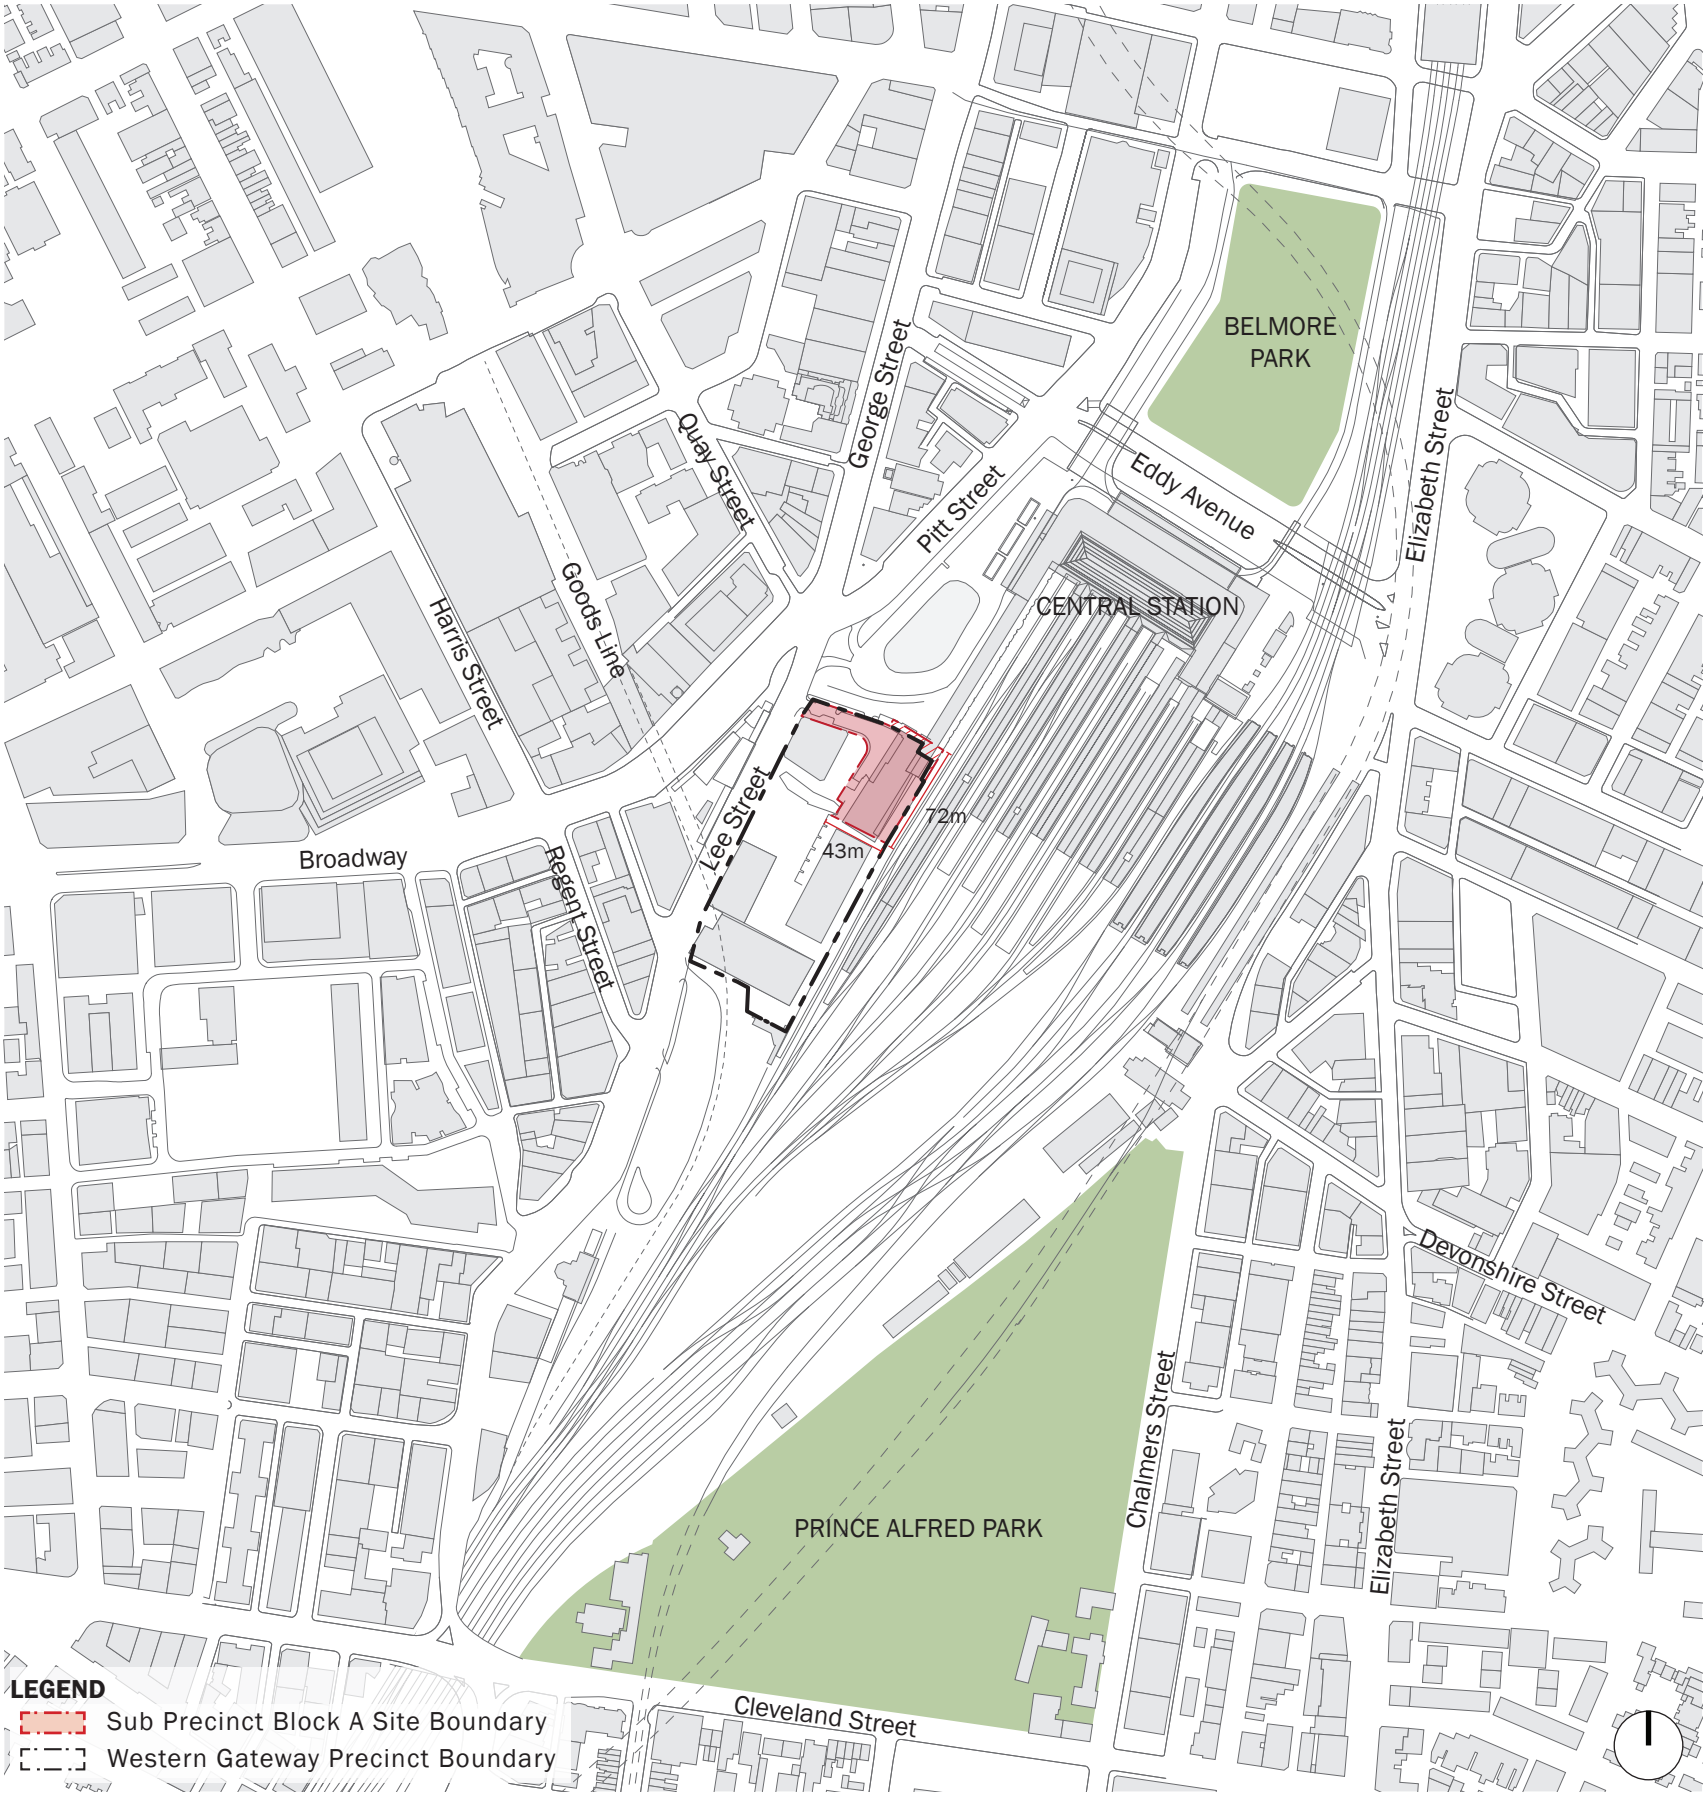 BELMORE
PARK
George Street
Quay Street
Pitt Street
Eddy Avenue
Elizabeth Street
CENTRAL STATION
Goods Line
Harris Street
Lee Street
72m
43m
Broadway
Regent Street
Devonshire Street
Chalmers Street
Elizabeth Street
PRINCE ALFRED PARK
Cleveland Street
LEGEND
Sub Precinct Block A Site Boundary
Western Gateway Precinct Boundary